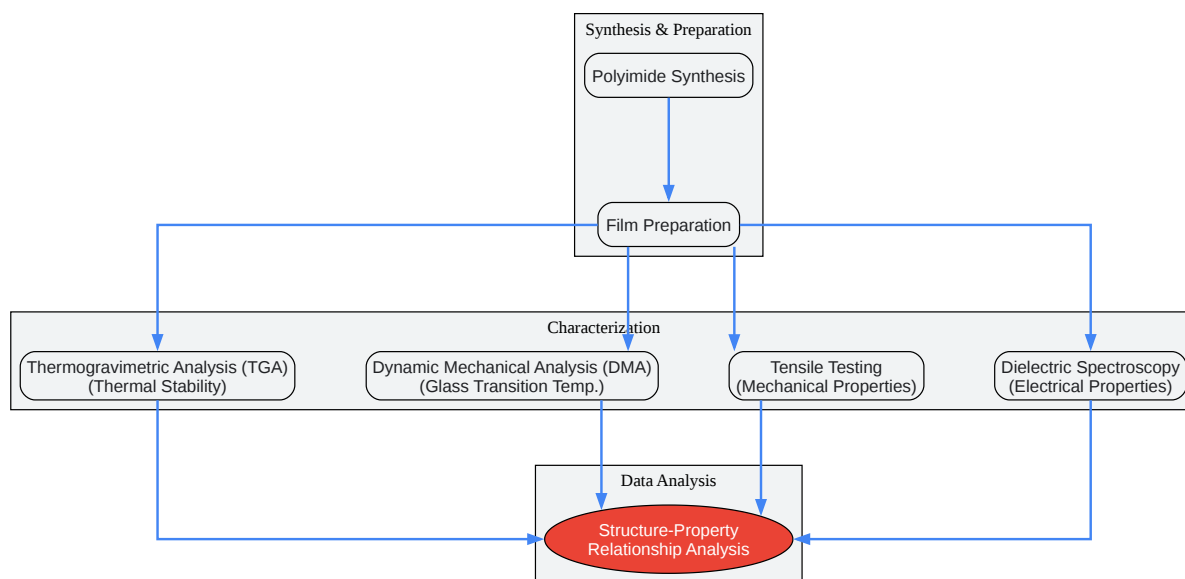 Synthesis & Preparation
Polyimide Synthesis
Film Preparation
Characterization
Thermogravimetric Analysis (TGA)
(Thermal Stability)
Dynamic Mechanical Analysis (DMA)
(Glass Transition Temp.)
Tensile Testing
(Mechanical Properties)
Dielectric Spectroscopy
(Electrical Properties)
Data Analysis
Structure-Property
Relationship Analysis